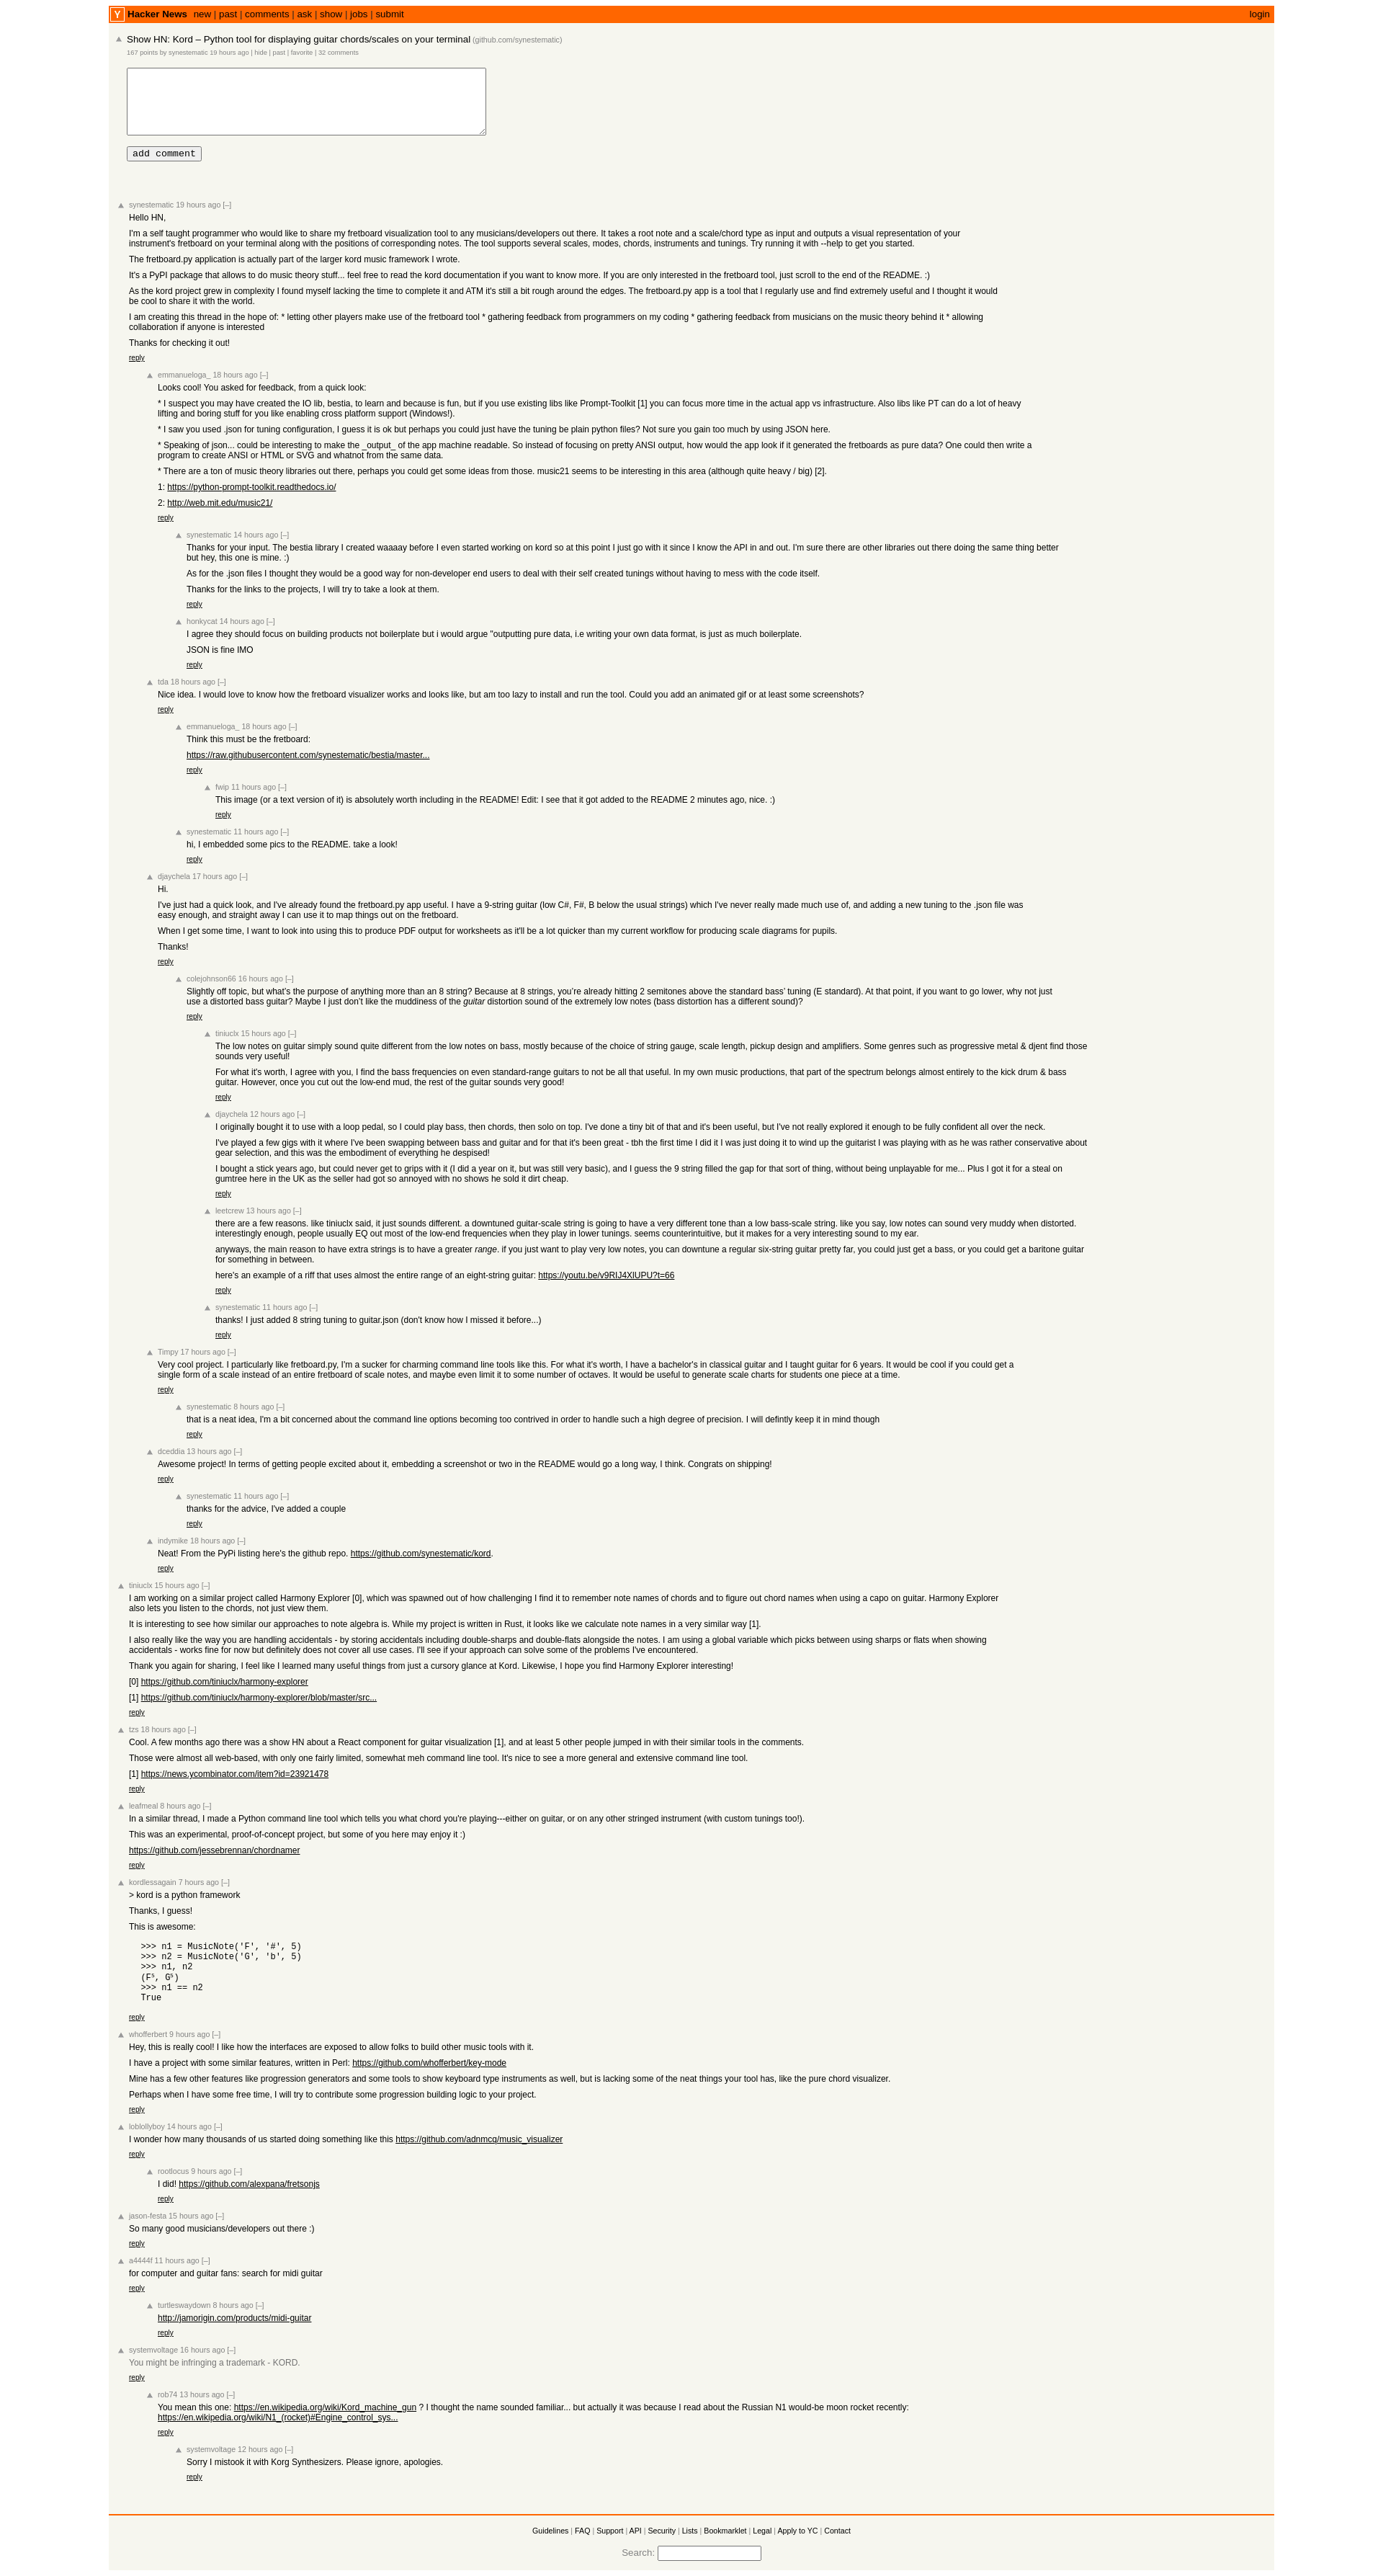 Y Hacker News new | past | comments | ask | show | jobs | submit login
Show HN: Kord – Python tool for displaying guitar chords/scales on your terminal (github.com/synestematic)
167 points by synestematic 19 hours ago | hide | past | favorite | 32 comments
add comment
synestematic 19 hours ago [–]
Hello HN,
I'm a self taught programmer who would like to share my fretboard visualization tool to any musicians/developers out there. It takes a root note and a scale/chord type as input and outputs a visual representation of your
instrument's fretboard on your terminal along with the positions of corresponding notes. The tool supports several scales, modes, chords, instruments and tunings. Try running it with --help to get you started.
The fretboard.py application is actually part of the larger kord music framework I wrote.
It's a PyPI package that allows to do music theory stuff... feel free to read the kord documentation if you want to know more. If you are only interested in the fretboard tool, just scroll to the end of the README. :)
As the kord project grew in complexity I found myself lacking the time to complete it and ATM it's still a bit rough around the edges. The fretboard.py app is a tool that I regularly use and find extremely useful and I thought it would
be cool to share it with the world.
I am creating this thread in the hope of: * letting other players make use of the fretboard tool * gathering feedback from programmers on my coding * gathering feedback from musicians on the music theory behind it * allowing
collaboration if anyone is interested
Thanks for checking it out!
reply
emmanueloga_ 18 hours ago [–]
Looks cool! You asked for feedback, from a quick look:
* I suspect you may have created the IO lib, bestia, to learn and because is fun, but if you use existing libs like Prompt-Toolkit [1] you can focus more time in the actual app vs infrastructure. Also libs like PT can do a lot of heavy
lifting and boring stuff for you like enabling cross platform support (Windows!).
* I saw you used .json for tuning configuration, I guess it is ok but perhaps you could just have the tuning be plain python files? Not sure you gain too much by using JSON here.
* Speaking of json... could be interesting to make the _output_ of the app machine readable. So instead of focusing on pretty ANSI output, how would the app look if it generated the fretboards as pure data? One could then write a
program to create ANSI or HTML or SVG and whatnot from the same data.
* There are a ton of music theory libraries out there, perhaps you could get some ideas from those. music21 seems to be interesting in this area (although quite heavy / big) [2].
1: https://python-prompt-toolkit.readthedocs.io/
2: http://web.mit.edu/music21/
reply
synestematic 14 hours ago [–]
Thanks for your input. The bestia library I created waaaay before I even started working on kord so at this point I just go with it since I know the API in and out. I'm sure there are other libraries out there doing the same thing better
but hey, this one is mine. :)
As for the .json files I thought they would be a good way for non-developer end users to deal with their self created tunings without having to mess with the code itself.
Thanks for the links to the projects, I will try to take a look at them.
reply
honkycat 14 hours ago [–]
I agree they should focus on building products not boilerplate but i would argue "outputting pure data, i.e writing your own data format, is just as much boilerplate.
JSON is fine IMO
reply
tda 18 hours ago [–]
Nice idea. I would love to know how the fretboard visualizer works and looks like, but am too lazy to install and run the tool. Could you add an animated gif or at least some screenshots?
reply
emmanueloga_ 18 hours ago [–]
Think this must be the fretboard:
https://raw.githubusercontent.com/synestematic/bestia/master...
reply
fwip 11 hours ago [–]
This image (or a text version of it) is absolutely worth including in the README! Edit: I see that it got added to the README 2 minutes ago, nice. :)
reply
synestematic 11 hours ago [–]
hi, I embedded some pics to the README. take a look!
reply
djaychela 17 hours ago [–]
Hi.
I've just had a quick look, and I've already found the fretboard.py app useful. I have a 9-string guitar (low C#, F#, B below the usual strings) which I've never really made much use of, and adding a new tuning to the .json file was
easy enough, and straight away I can use it to map things out on the fretboard.
When I get some time, I want to look into using this to produce PDF output for worksheets as it'll be a lot quicker than my current workflow for producing scale diagrams for pupils.
Thanks!
reply
colejohnson66 16 hours ago [–]
Slightly off topic, but what's the purpose of anything more than an 8 string? Because at 8 strings, you're already hitting 2 semitones above the standard bass' tuning (E standard). At that point, if you want to go lower, why not just
use a distorted bass guitar? Maybe I just don't like the muddiness of the guitar distortion sound of the extremely low notes (bass distortion has a different sound)?
reply
tiniuclx 15 hours ago [–]
The low notes on guitar simply sound quite different from the low notes on bass, mostly because of the choice of string gauge, scale length, pickup design and amplifiers. Some genres such as progressive metal & djent find those
sounds very useful!
For what it's worth, I agree with you, I find the bass frequencies on even standard-range guitars to not be all that useful. In my own music productions, that part of the spectrum belongs almost entirely to the kick drum & bass
guitar. However, once you cut out the low-end mud, the rest of the guitar sounds very good!
reply
djaychela 12 hours ago [–]
I originally bought it to use with a loop pedal, so I could play bass, then chords, then solo on top. I've done a tiny bit of that and it's been useful, but I've not really explored it enough to be fully confident all over the neck.
I've played a few gigs with it where I've been swapping between bass and guitar and for that it's been great - tbh the first time I did it I was just doing it to wind up the guitarist I was playing with as he was rather conservative about
gear selection, and this was the embodiment of everything he despised!
I bought a stick years ago, but could never get to grips with it (I did a year on it, but was still very basic), and I guess the 9 string filled the gap for that sort of thing, without being unplayable for me... Plus I got it for a steal on
gumtree here in the UK as the seller had got so annoyed with no shows he sold it dirt cheap.
reply
leetcrew 13 hours ago [–]
there are a few reasons. like tiniuclx said, it just sounds different. a downtuned guitar-scale string is going to have a very different tone than a low bass-scale string. like you say, low notes can sound very muddy when distorted.
interestingly enough, people usually EQ out most of the low-end frequencies when they play in lower tunings. seems counterintuitive, but it makes for a very interesting sound to my ear.
anyways, the main reason to have extra strings is to have a greater range. if you just want to play very low notes, you can downtune a regular six-string guitar pretty far, you could just get a bass, or you could get a baritone guitar
for something in between.
here's an example of a riff that uses almost the entire range of an eight-string guitar: https://youtu.be/v9RIJ4XlUPU?t=66
reply
synestematic 11 hours ago [–]
thanks! I just added 8 string tuning to guitar.json (don't know how I missed it before...)
reply
Timpy 17 hours ago [–]
Very cool project. I particularly like fretboard.py, I'm a sucker for charming command line tools like this. For what it's worth, I have a bachelor's in classical guitar and I taught guitar for 6 years. It would be cool if you could get a
single form of a scale instead of an entire fretboard of scale notes, and maybe even limit it to some number of octaves. It would be useful to generate scale charts for students one piece at a time.
reply
synestematic 8 hours ago [–]
that is a neat idea, I'm a bit concerned about the command line options becoming too contrived in order to handle such a high degree of precision. I will defintly keep it in mind though
reply
dceddia 13 hours ago [–]
Awesome project! In terms of getting people excited about it, embedding a screenshot or two in the README would go a long way, I think. Congrats on shipping!
reply
synestematic 11 hours ago [–]
thanks for the advice, I've added a couple
reply
indymike 18 hours ago [–]
Neat! From the PyPi listing here's the github repo. https://github.com/synestematic/kord.
reply
tiniuclx 15 hours ago [–]
I am working on a similar project called Harmony Explorer [0], which was spawned out of how challenging I find it to remember note names of chords and to figure out chord names when using a capo on guitar. Harmony Explorer
also lets you listen to the chords, not just view them.
It is interesting to see how similar our approaches to note algebra is. While my project is written in Rust, it looks like we calculate note names in a very similar way [1].
I also really like the way you are handling accidentals - by storing accidentals including double-sharps and double-flats alongside the notes. I am using a global variable which picks between using sharps or flats when showing
accidentals - works fine for now but definitely does not cover all use cases. I'll see if your approach can solve some of the problems I've encountered.
Thank you again for sharing, I feel like I learned many useful things from just a cursory glance at Kord. Likewise, I hope you find Harmony Explorer interesting!
[0] https://github.com/tiniuclx/harmony-explorer
[1] https://github.com/tiniuclx/harmony-explorer/blob/master/src...
reply
tzs 18 hours ago [–]
Cool. A few months ago there was a show HN about a React component for guitar visualization [1], and at least 5 other people jumped in with their similar tools in the comments.
Those were almost all web-based, with only one fairly limited, somewhat meh command line tool. It's nice to see a more general and extensive command line tool.
[1] https://news.ycombinator.com/item?id=23921478
reply
leafmeal 8 hours ago [–]
In a similar thread, I made a Python command line tool which tells you what chord you're playing---either on guitar, or on any other stringed instrument (with custom tunings too!).
This was an experimental, proof-of-concept project, but some of you here may enjoy it :)
https://github.com/jessebrennan/chordnamer
reply
kordlessagain 7 hours ago [–]
> kord is a python framework
Thanks, I guess!
This is awesome:
>>> n1 = MusicNote('F', '#', 5)
>>> n2 = MusicNote('G', 'b', 5)
>>> n1, n2
(F⁵, G⁵)
>>> n1 == n2
True
reply
whofferbert 9 hours ago [–]
Hey, this is really cool! I like how the interfaces are exposed to allow folks to build other music tools with it.
I have a project with some similar features, written in Perl: https://github.com/whofferbert/key-mode
Mine has a few other features like progression generators and some tools to show keyboard type instruments as well, but is lacking some of the neat things your tool has, like the pure chord visualizer.
Perhaps when I have some free time, I will try to contribute some progression building logic to your project.
reply
loblollyboy 14 hours ago [–]
I wonder how many thousands of us started doing something like this https://github.com/adnmcq/music_visualizer
reply
rootlocus 9 hours ago [–]
I did! https://github.com/alexpana/fretsonjs
reply
jason-festa 15 hours ago [–]
So many good musicians/developers out there :)
reply
a4444f 11 hours ago [–]
for computer and guitar fans: search for midi guitar
reply
turtleswaydown 8 hours ago [–]
http://jamorigin.com/products/midi-guitar
reply
systemvoltage 16 hours ago [–]
You might be infringing a trademark - KORD.
reply
rob74 13 hours ago [–]
You mean this one: https://en.wikipedia.org/wiki/Kord_machine_gun ? I thought the name sounded familiar... but actually it was because I read about the Russian N1 would-be moon rocket recently:
https://en.wikipedia.org/wiki/N1_(rocket)#Engine_control_sys...
reply
systemvoltage 12 hours ago [–]
Sorry I mistook it with Korg Synthesizers. Please ignore, apologies.
reply
Guidelines | FAQ | Support | API | Security | Lists | Bookmarklet | Legal | Apply to YC | Contact
Search: